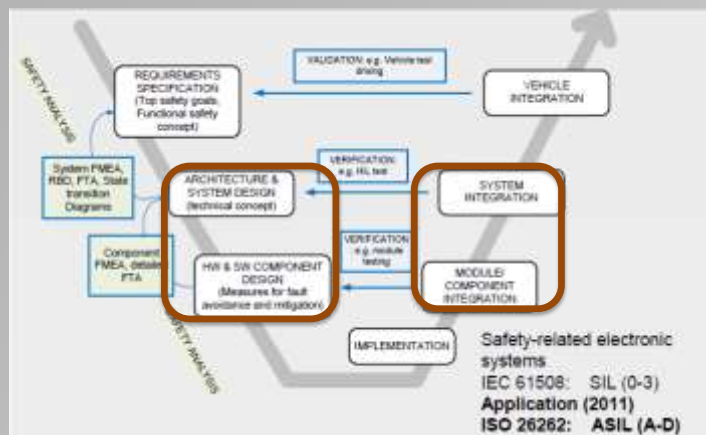 SAFETY ANALYSIS
REQUIREMENTS
SPECIFICATION
(Top safety goals,
Functional safety
concept)
VALIDATION: e.g. Vehicle test
driving
VEHICLE
INTEGRATION
System FMEA,
RBD, FTA, State
transition
Diagrams
ARCHITECTURE &
SYSTEM DESIGN
(technical concept)
VERIFICATION:
e.g. HIL test
SYSTEM
INTEGRATION
Component
FMEA, detailed
FTA
HW & SW COMPONENT
DESIGN
(Measures for fault
avoidance and mitigation)
VERIFICATION:
e.g. module
testing
MODULE/
COMPONENT
INTEGRATION
SAFETY ANALYSIS
IMPLEMENTATION
Safety-related electronic
systems
IEC 61508: SIL (0-3)
Application (2011)
ISO 26262: ASIL (A-D)